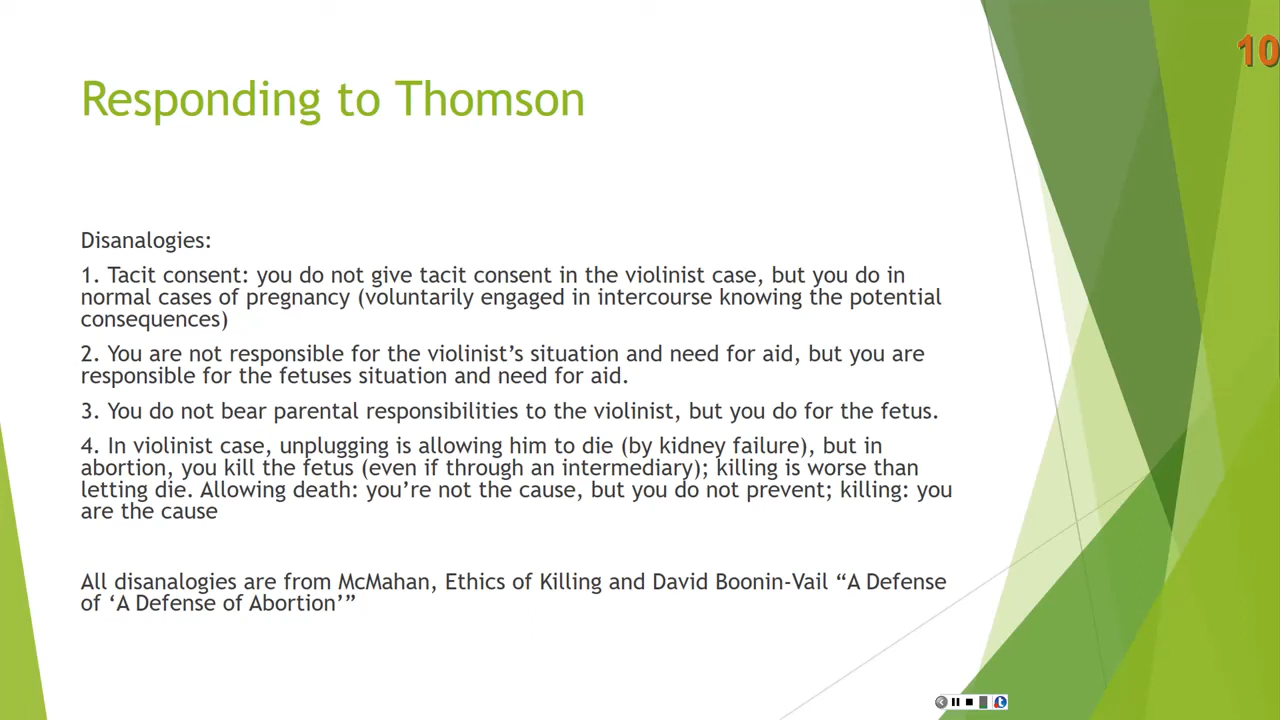 10
Responding to Thomson
Disanalogies:
1. Tacit consent: you do not give tacit consent in the violinist case, but you do in
normal cases of pregnancy (voluntarily engaged in intercourse knowing the potential
consequences)
2. You are not responsible for the violinist’s situation and need for aid, but you are
responsible for the fetuses situation and need for aid.
3. You do not bear parental responsibilities to the violinist, but you do for the fetus.
4. In violinist case, unplugging is allowing him to die (by kidney failure), but in
abortion, you kill the fetus (even if through an intermediary); killing is worse than
letting die. Allowing death: you’re not the cause, but you do not prevent; killing: you
are the cause
All disanalogies are from McMahan, Ethics of Killing and David Boonin-Vail “A Defense
of ‘A Defense of Abortion’”